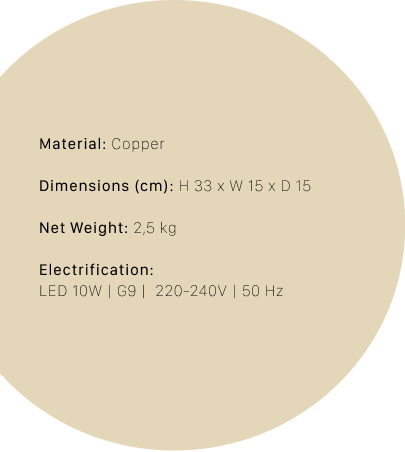 Material: Copper
Dimensions (cm): H 33 x W 15 x D 15
Net Weight: 2,5 kg
Electrification:
LED 10W | G9 | 220-240V | 50 Hz